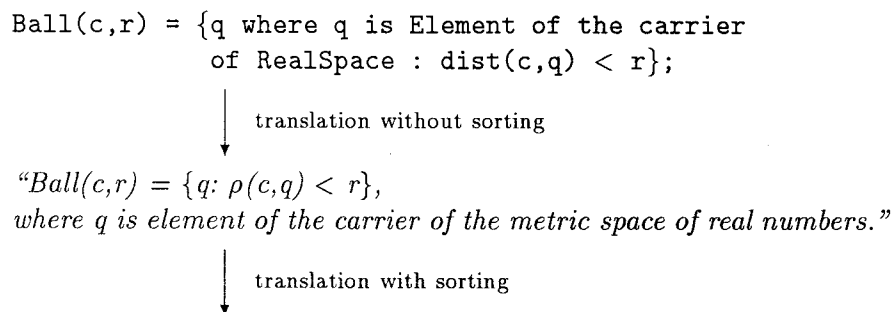 Ball(c,r) = {q where q is Element of the carrier
of RealSpace : dist(c,q) < r};
translation without sorting
“Ball(c,r) = {q: ρ(c,q) < r},
where q is element of the carrier of the metric space of real numbers.”
translation with sorting